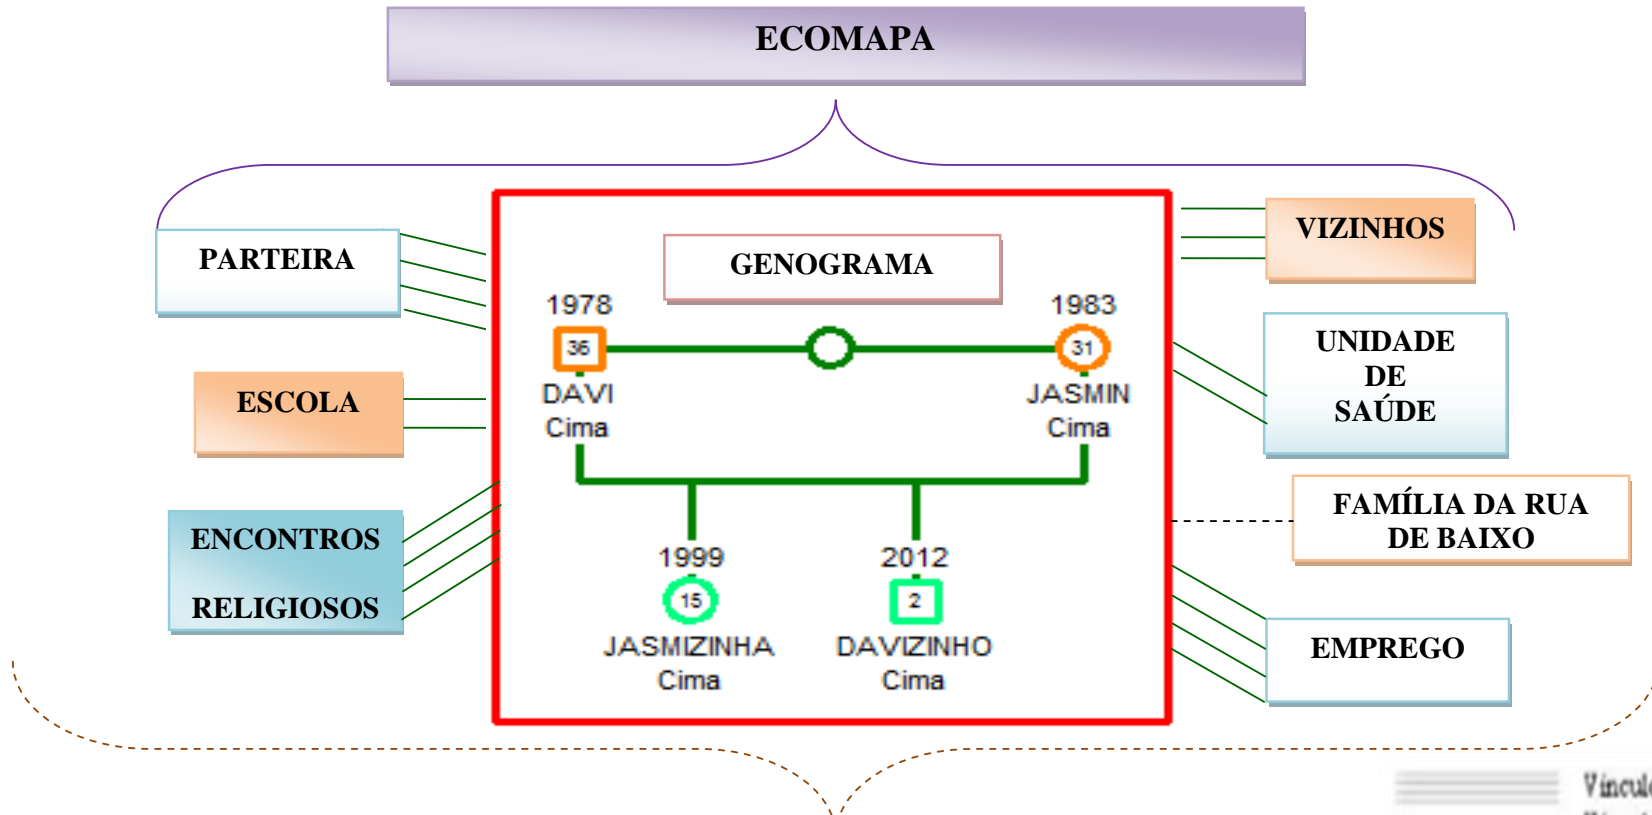 ECOMAPA
PARTEIRA
ESCOLA
ENCONTROS
RELIGIOSOS
GENOGRAMA
1978
1983
36
31
DAVI
Cima
JASMIN
Cima
1999
2012
15
2
JASMIZINHA
Cima
DAVIZINHO
Cima
VIZINHOS
UNIDADE
DE
SAÚDE
FAMÍLIA DA RUA
DE BAIXO
EMPREGO